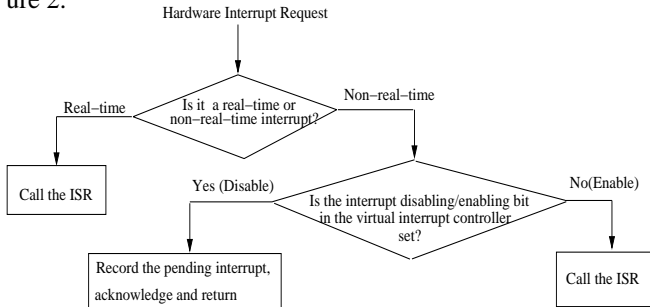 ure 2.
Hardware Interrupt Request
Is it a real−time or
non−real−time interrupt?
Real−time
Non−real−time
Call the ISR
Yes (Disable)
No(Enable)
Is the interrupt disabling/enabling bit
in the virtual interrupt controller
set?
Record the pending interrupt,
acknowledge and return
Call the ISR